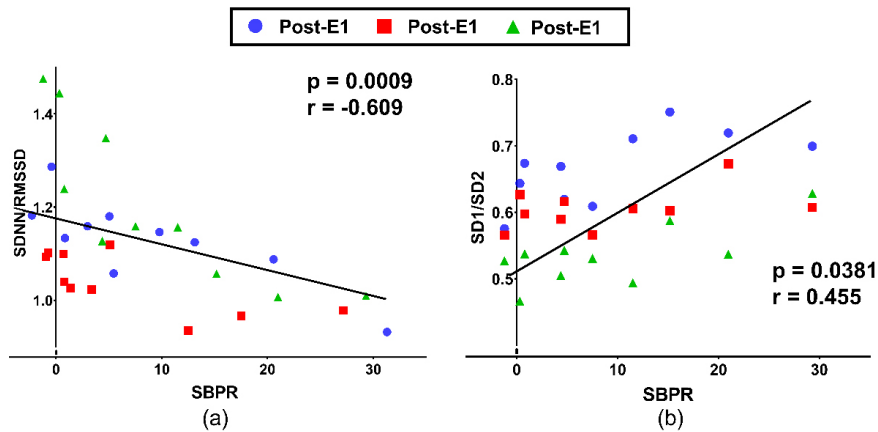 Post-E1 Post-E1 Post-E1
p = 0.0009
r = -0.609
SDNN/RMSSD
1.4
1.2
1.0
0 10 20 30
SBPR
(a)
0.8
0.7
0.6
0.5
SD1/SD2
p = 0.0381
r = 0.455
0 10 20 30
SBPR
(b)